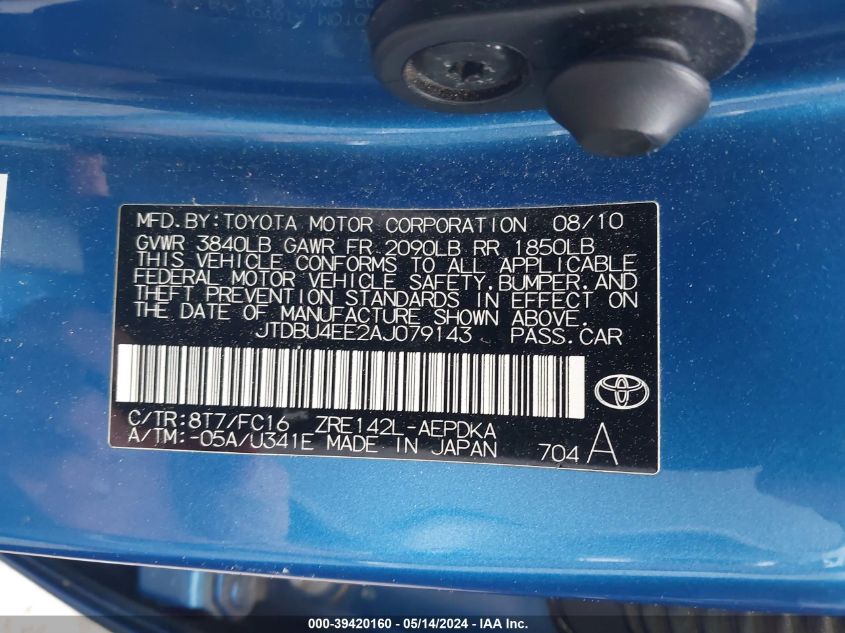 MFD.BY:TOYOTA MOTOR CORPORATION 08/10
GVWR 3840LB GAWR FR 2090LB RR 1850LB
THIS VEHICLE CONFORMS TO ALL APPLICABLE
FEDERAL MOTOR VEHICLE SAFETY,BUMPER,AND
THEFT PREVENTION STANDARDS IN EFFECT ON
THE DATE OF MANUFACTURE SHOWN ABOVE.
JTDBU4EE2AJ079143 PASS.CAR
C/TR:8T7/FC16 ZRE142L-AEPDKA
A/TM:-05A/U341E MADE IN JAPAN 704 A
000-39420160 - 05/14/2024 - IAA Inc.